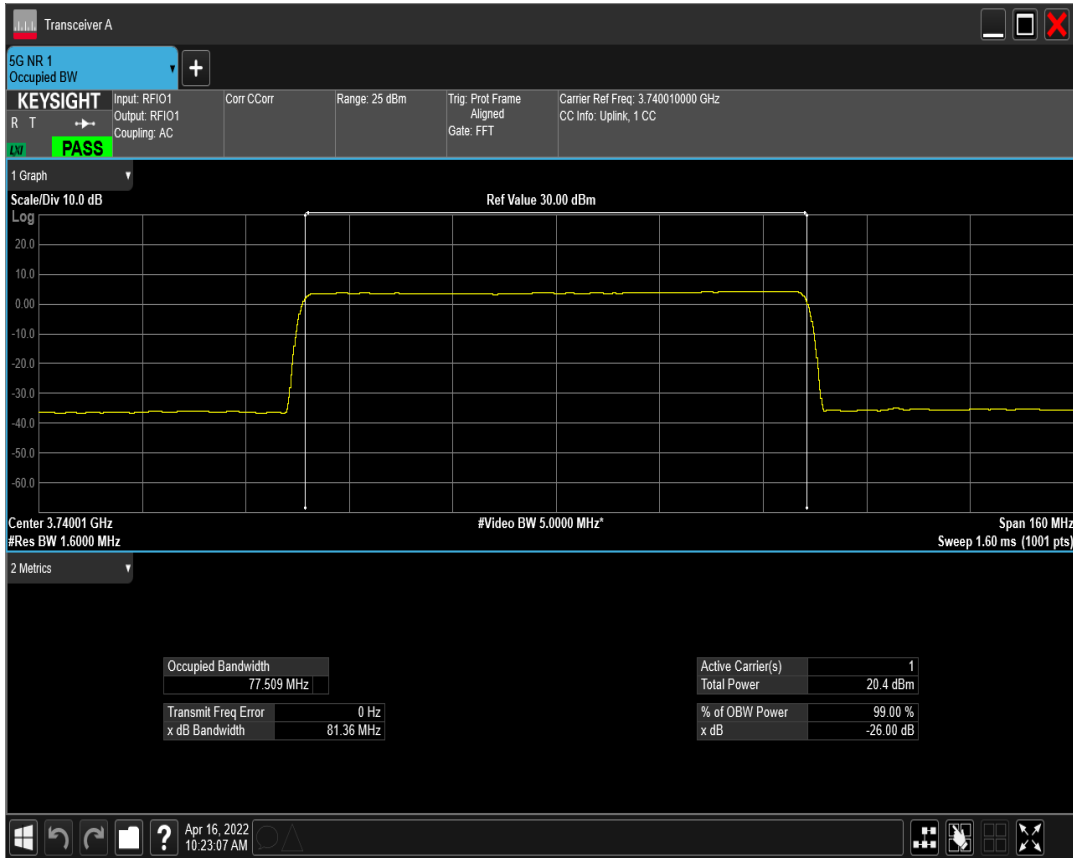 Transceiver A
5G NR 1
Occupied BW
KEYSIGHT
R T
LXI
PASS
Input: RFIO1
Output: RFIO1
Coupling: AC
Corr CCorr
Range: 25 dBm
Trig: Prot Frame
Aligned
Gate: FFT
Carrier Ref Freq: 3.740010000 GHz
CC Info: Uplink, 1 CC
1 Graph
Scale/Div 10.0 dB
Ref Value 30.00 dBm
Log
20.0
10.0
0.00
-10.0
-20.0
-30.0
-40.0
-50.0
-60.0
Center 3.74001 GHz
#Video BW 5.0000 MHz*
Span 160 MHz
#Res BW 1.6000 MHz
Sweep 1.60 ms (1001 pts)
2 Metrics
Occupied Bandwidth
77.509 MHz
Transmit Freq Error 0 Hz
x dB Bandwidth 81.36 MHz
Active Carrier(s) 1
Total Power 20.4 dBm
% of OBW Power 99.00 %
x dB -26.00 dB
Apr 16, 2022
10:23:07 AM